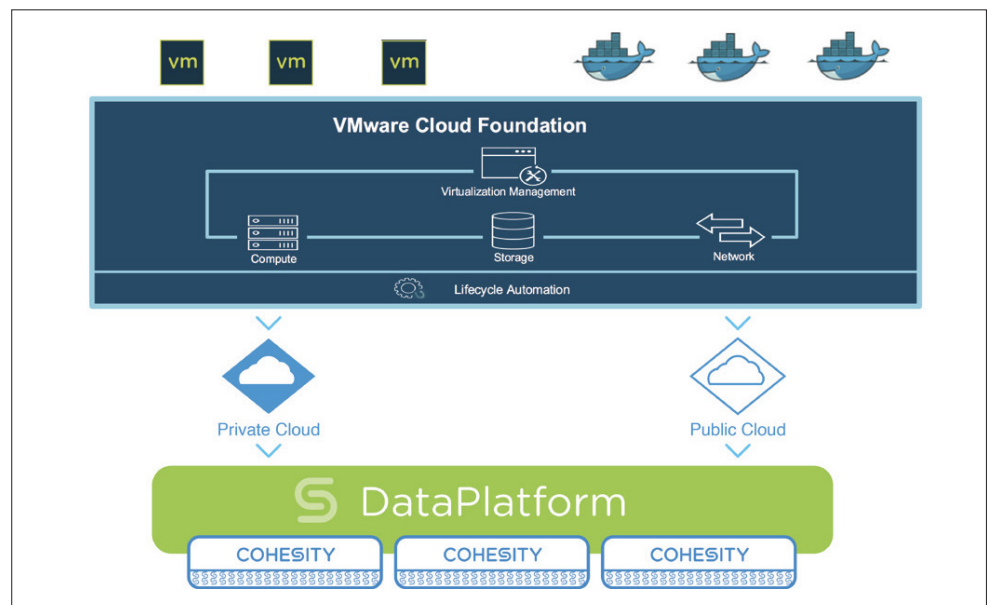 vm vm vm
VMware Cloud Foundation
Virtualization Management
Compute Storage Network
Lifecycle Automation
Private Cloud Public Cloud
DataPlatform
COHESITY COHESITY COHESITY